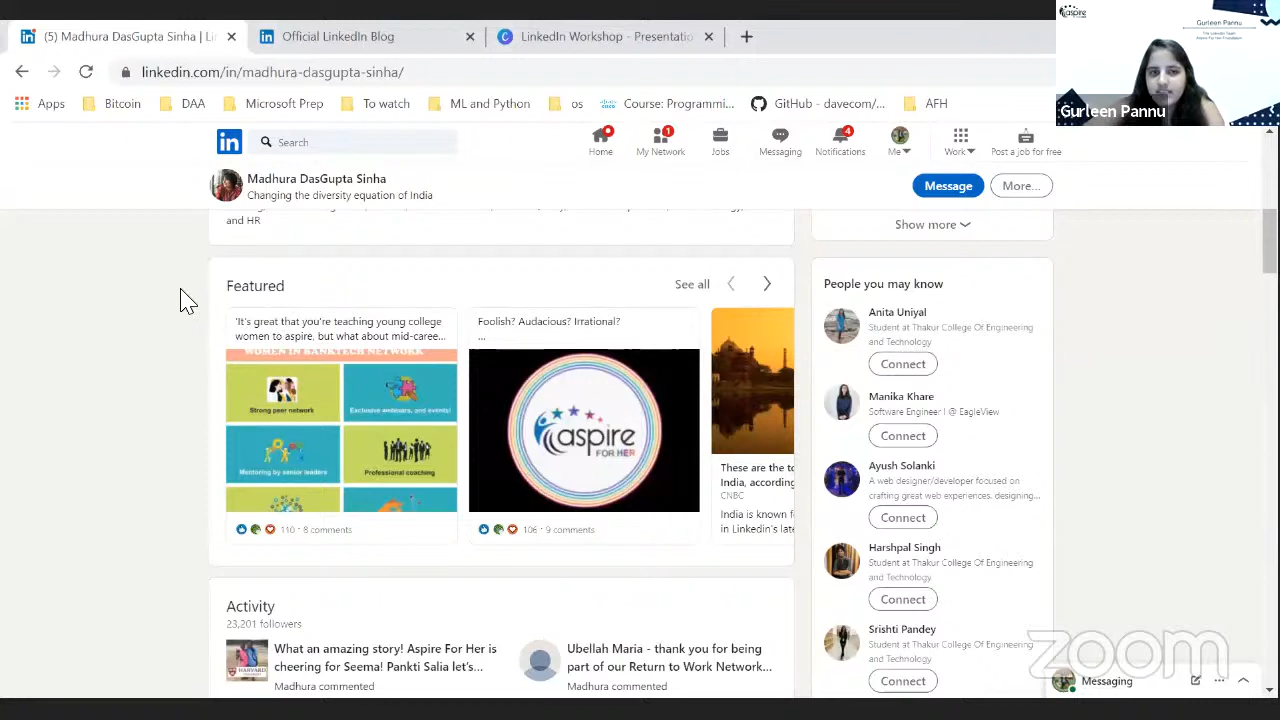 (5) Madhura DasGupta Sinha | Lin
Official LinkedIn Blog
LinkedIn Workshop - Presentatio
linkedin.com/in/madhura-dasgupta-sinha/
Apps
Bitcoin
DAA
Microsoft Prep
To watch
ML and Python
os
Course: Programmi...
GitHub - davecom/...
AFH
aspire
Gurleen Pannu
Gurleen Pannu
in
Search
Home
1
My Network
Jobs
Messaging
4
Notifications
Me
Work
Post a job for free
Madhura DasGupta Sinha
Changing the diversity equation of India
Message
More...
and HR.
Show more
Featured
See all
'It's great that you're teaching young college
women to aspire, but what about mid-caree...
WOMEN IN BANKTECH NETWORK
Strong peer network
Exclusive webinars, and events!
Mentoring by senior leaders
Professional coaching
110 · 8 comments
Foolish? Audacious? Irrational?
...
aspire
FOR HER
106 · 9 comments
These are the to
India, according
CNBC
India is known f
in Linkedin's late
People you may know
Anita Uniyal
Student at Thakur College Of Engineering
and Technology
Connect
Manika Khare
Software Engineer I @ EagleView
Connect
Ayush Solanki
A web designer/developer focused on
crafting great web experiences, designing...
Connect
Harshpal Singh
Student at Thakur College Of Engineering
and Technology
Connect
Srishti Pandey
Student at Thakur College Of Engineering
and Technology
Connect
Activity
23,201 followers
What an amazing story! Aspire For Her is
cheering for Seema! Pankti Salia let's...
Madhura commented
Ubellah Maria - thank you for being
part of our Return to Work Network...
Madhura commented
zoom
Messaging